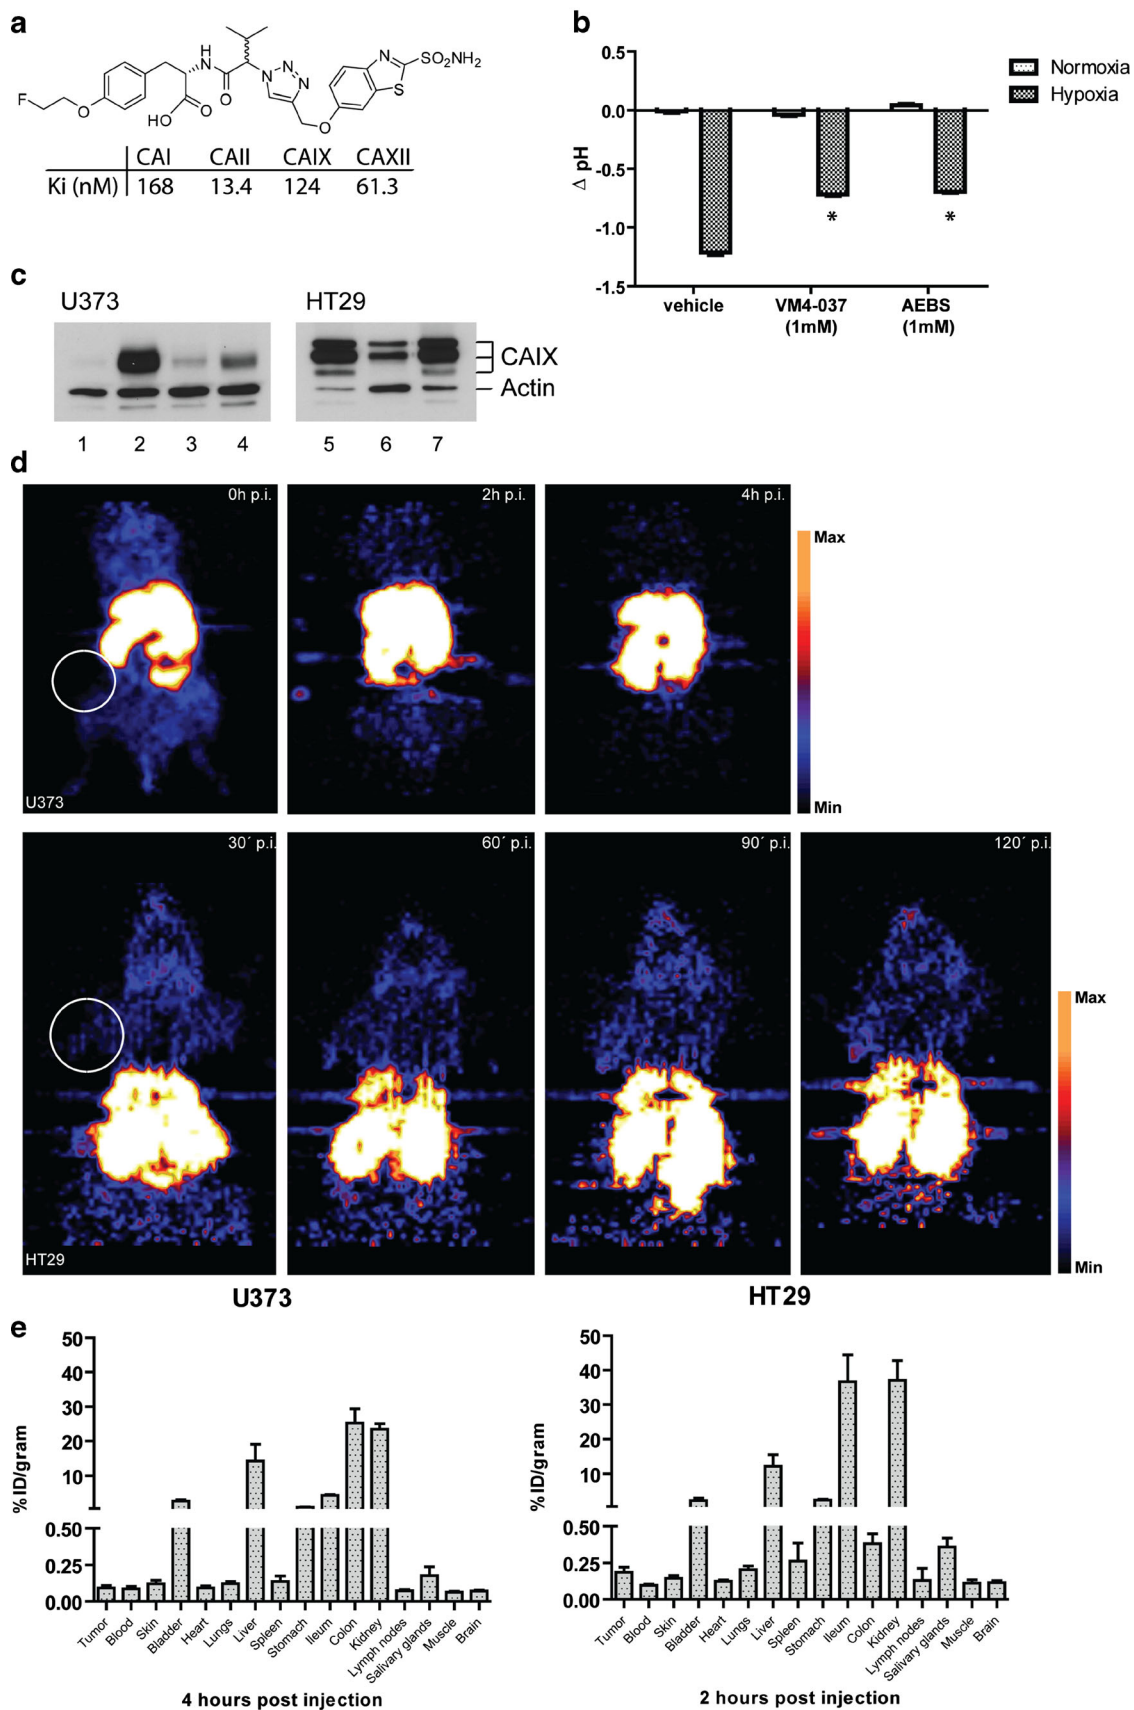 a
H
N
O
N
N
N
N
SO₂NH₂
S
F
O
O
HO
O
CAI CAII CAIX CAXII
Ki (nM) 168 13.4 124 61.3
b
Normoxia
Hypoxia
0.5
0.0
-0.5
-1.0
-1.5
Δ pH
*
*
vehicle VM4-037 (1mM) AEBS (1mM)
c
U373
HT29
CAIX
Actin
1 2 3 4
5 6 7
d
0h p.i.
2h p.i.
4h p.i.
Max
Min
U373
30´ p.i.
60´ p.i.
90´ p.i.
120´ p.i.
Max
Min
HT29
e
U373
50
40
30
20
10
0.50
0.25
0.00
%ID/gram
Tumor
Blood
Skin
Bladder
Heart
Lungs
Liver
Spleen
Stomach
Ileum
Colon
Kidney
Lymph nodes
Salivary glands
Muscle
Brain
4 hours post injection
HT29
50
40
30
20
10
0.50
0.25
0.00
%ID/gram
Tumor
Blood
Skin
Bladder
Heart
Lungs
Liver
Spleen
Stomach
Ileum
Colon
Kidney
Lymph nodes
Salivary glands
Muscle
Brain
2 hours post injection